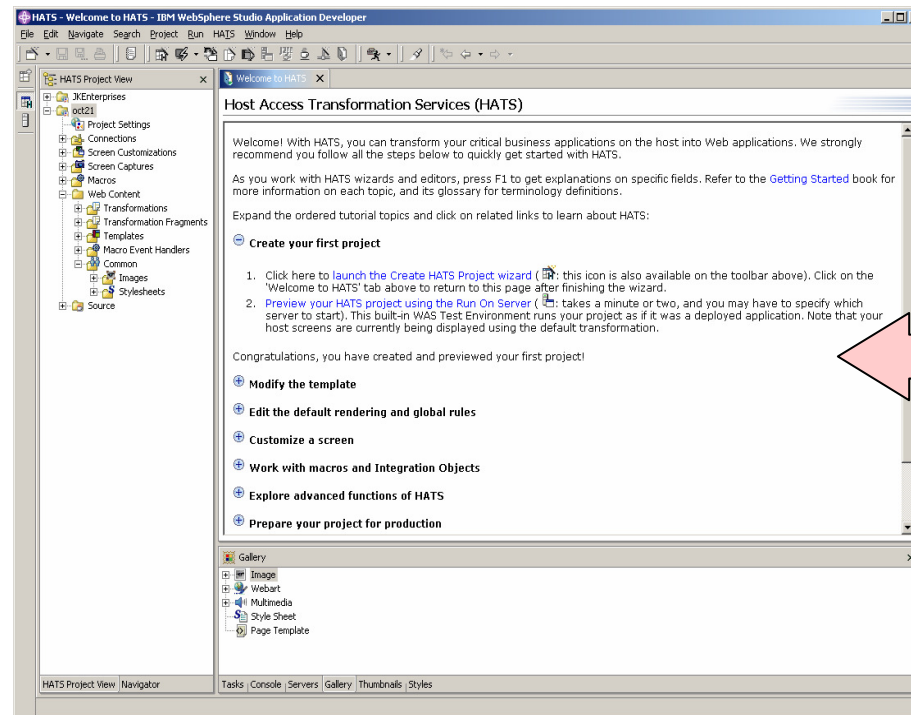 HATS - Welcome to HATS - IBM WebSphere Studio Application Developer
File Edit Navigate Search Project Run HATS Window Help
HATS Project View
JKEnterprises
oct21
Project Settings
Connections
Screen Customizations
Screen Captures
Macros
Web Content
Transformations
Transformation Fragments
Templates
Macro Event Handlers
Common
Images
Stylesheets
Source
HATS Project View Navigator
Welcome to HATS
Host Access Transformation Services (HATS)
Welcome! With HATS, you can transform your critical business applications on the host into Web applications. We strongly
recommend you follow all the steps below to quickly get started with HATS.
As you work with HATS wizards and editors, press F1 to get explanations on specific fields. Refer to the Getting Started book for
more information on each topic, and its glossary for terminology definitions.
Expand the ordered tutorial topics and click on related links to learn about HATS:
Create your first project
1. Click here to launch the Create HATS Project wizard ( : this icon is also available on the toolbar above). Click on the
'Welcome to HATS' tab above to return to this page after finishing the wizard.
2. Preview your HATS project using the Run On Server ( : takes a minute or two, and you may have to specify which
server to start). This built-in WAS Test Environment runs your project as if it was a deployed application. Note that your
host screens are currently being displayed using the default transformation.
Congratulations, you have created and previewed your first project!
Modify the template
Edit the default rendering and global rules
Customize a screen
Work with macros and Integration Objects
Explore advanced functions of HATS
Prepare your project for production
Gallery
Image
Webart
Multimedia
Style Sheet
Page Template
Tasks Console Servers Gallery Thumbnails Styles